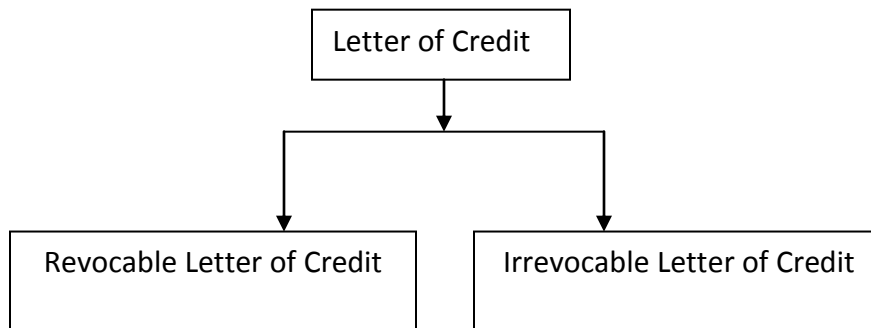 Letter of Credit
Revocable Letter of Credit
Irrevocable Letter of Credit